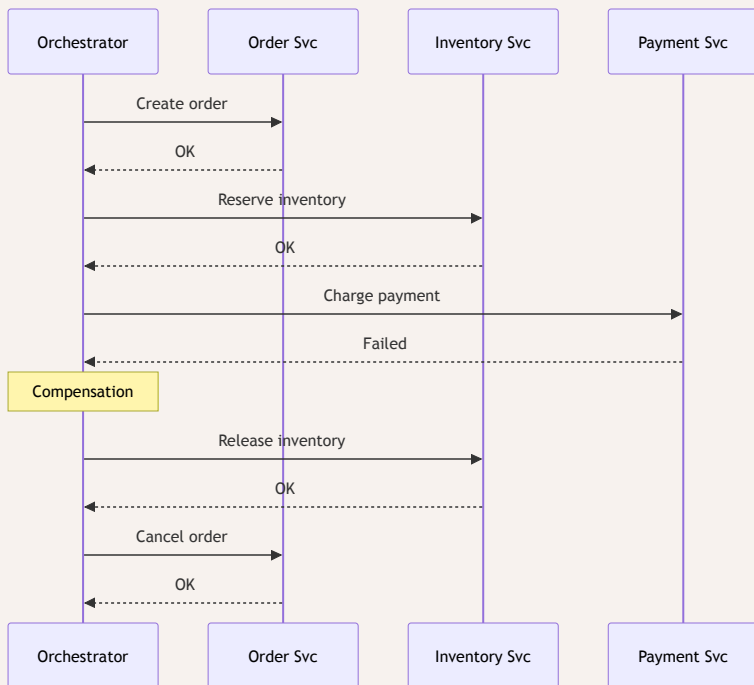 Orchestrator
Order Svc
Inventory Svc
Payment Svc
Create order
OK
Reserve inventory
OK
Charge payment
Failed
Compensation
Release inventory
OK
Cancel order
OK
Orchestrator
Order Svc
Inventory Svc
Payment Svc